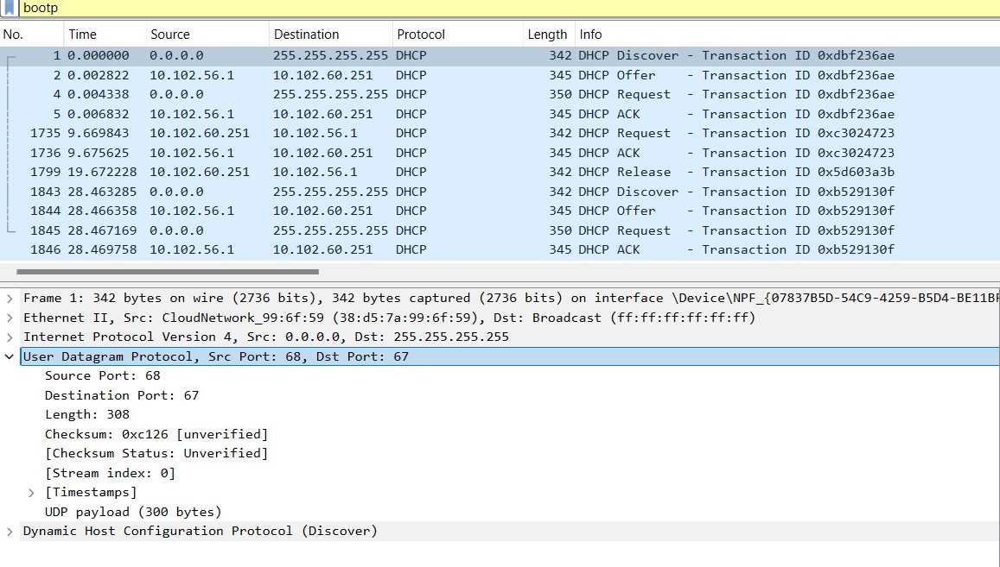 bootp
No. Time Source Destination Protocol Length Info
1 0.000000 0.0.0.0 255.255.255.255 DHCP 342 DHCP Discover - Transaction ID 0xdbf236ae
2 0.002822 10.102.56.1 10.102.60.251 DHCP 345 DHCP Offer - Transaction ID 0xdbf236ae
4 0.004338 0.0.0.0 255.255.255.255 DHCP 350 DHCP Request - Transaction ID 0xdbf236ae
5 0.006832 10.102.56.1 10.102.60.251 DHCP 345 DHCP ACK - Transaction ID 0xdbf236ae
1735 9.669843 10.102.60.251 10.102.56.1 DHCP 342 DHCP Request - Transaction ID 0xc3024723
1736 9.675625 10.102.56.1 10.102.60.251 DHCP 345 DHCP ACK - Transaction ID 0xc3024723
1799 19.672228 10.102.60.251 10.102.56.1 DHCP 342 DHCP Release - Transaction ID 0x5d603a3b
1843 28.463285 0.0.0.0 255.255.255.255 DHCP 342 DHCP Discover - Transaction ID 0xb529130f
1844 28.466358 10.102.56.1 10.102.60.251 DHCP 345 DHCP Offer - Transaction ID 0xb529130f
1845 28.467169 0.0.0.0 255.255.255.255 DHCP 350 DHCP Request - Transaction ID 0xb529130f
1846 28.469758 10.102.56.1 10.102.60.251 DHCP 345 DHCP ACK - Transaction ID 0xb529130f
Frame 1: 342 bytes on wire (2736 bits), 342 bytes captured (2736 bits) on interface \Device\NPF_{07837B5D-54C9-4259-B5D4-BE11BF
Ethernet II, Src: CloudNetwork_99:6f:59 (38:d5:7a:99:6f:59), Dst: Broadcast (ff:ff:ff:ff:ff:ff)
Internet Protocol Version 4, Src: 0.0.0.0, Dst: 255.255.255.255
User Datagram Protocol, Src Port: 68, Dst Port: 67
Source Port: 68
Destination Port: 67
Length: 308
Checksum: 0xc126 [unverified]
[Checksum Status: Unverified]
[Stream index: 0]
[Timestamps]
UDP payload (300 bytes)
Dynamic Host Configuration Protocol (Discover)